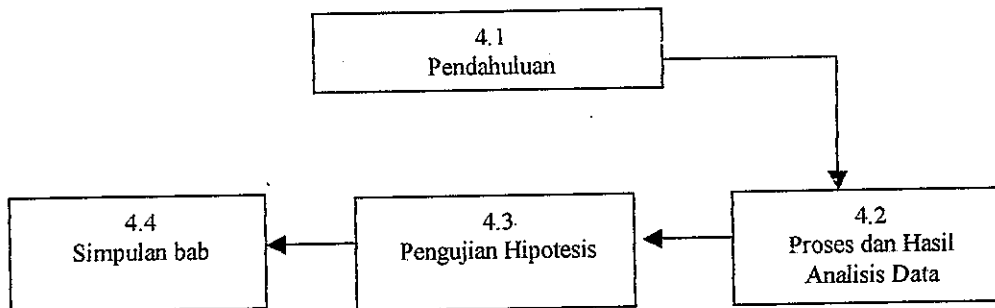 4.1
Pendahuluan
4.4
Simpulan bab
4.3
Pengujian Hipotesis
4.2
Proses dan Hasil
Analisis Data